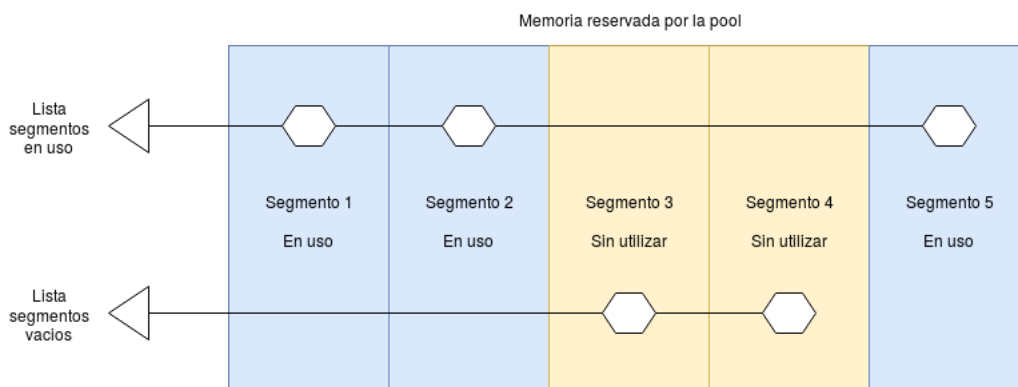 Memoria reservada por la pool
Lista
segmentos
en uso
Segmento 1
En uso
Segmento 2
En uso
Segmento 3
Sin utilizar
Segmento 4
Sin utilizar
Segmento 5
En uso
Lista
segmentos
vacios